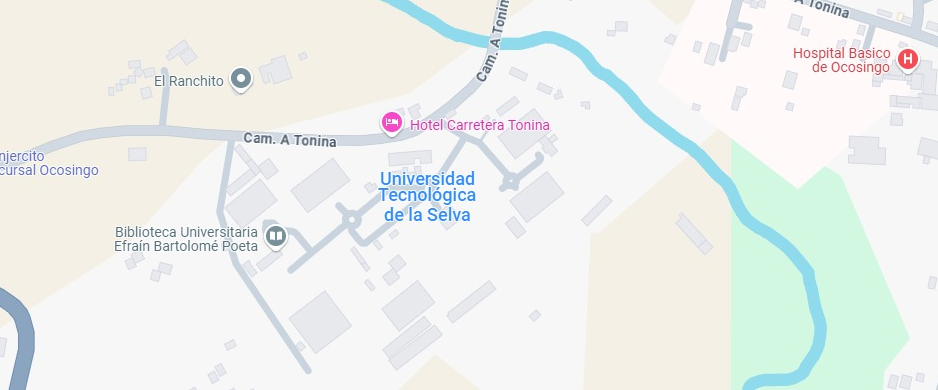 A Tonina
Cam. A Tonina
Hospital Basico
de Ocosingo
El Ranchito
Hotel Carretera Tonina
Cam. A Tonina
njercito
cursal Ocosingo
Universidad
Tecnológica
de la Selva
Biblioteca Universitaria
Efraín Bartolomé Poeta